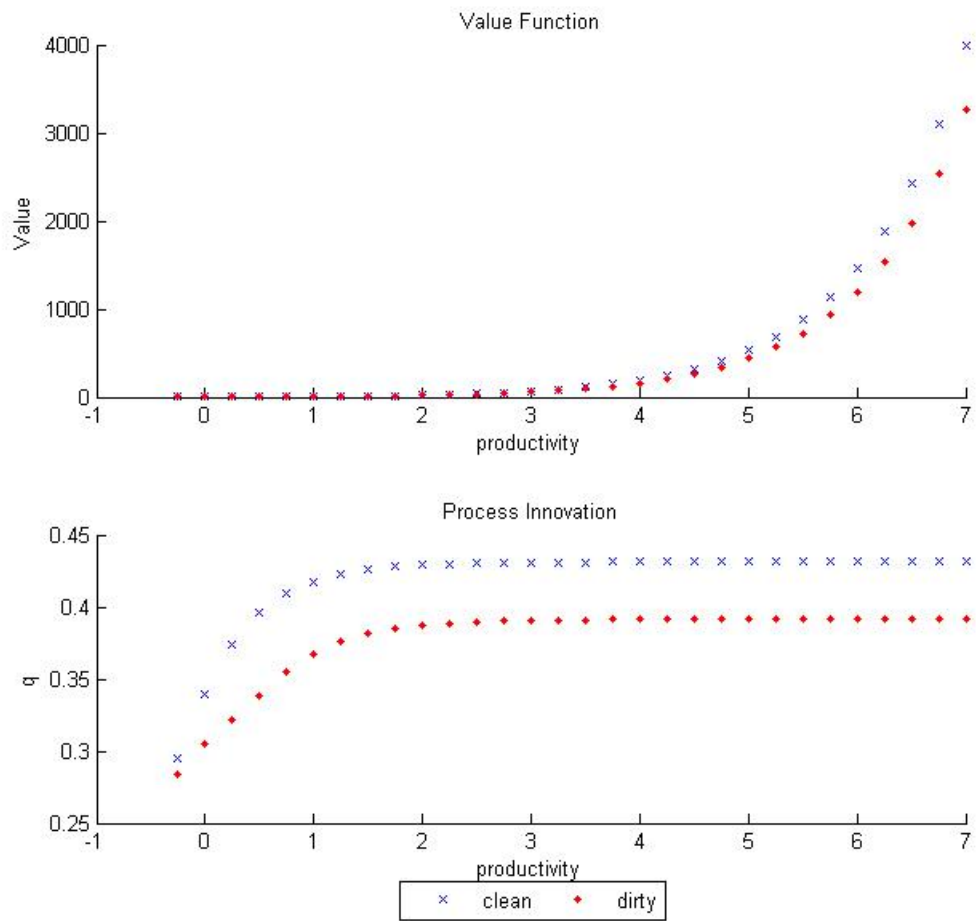 Value Function
4000
3000
2000
1000
0
Value
-1 0 1 2 3 4 5 6 7
productivity
Process Innovation
0.45
0.4
0.35
0.3
0.25
q
-1 0 1 2 3 4 5 6 7
productivity
clean dirty